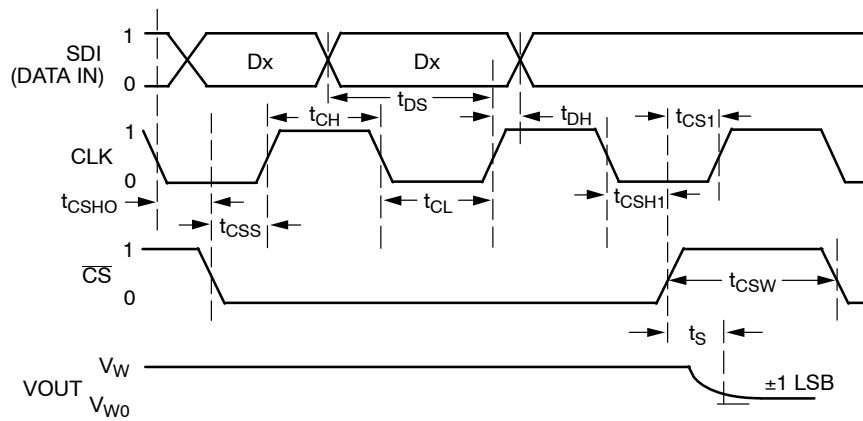 SDI
(DATA IN)
1
0
Dx
Dx
tDS
tCH
tDH
tCS1
CLK
1
0
tCSHO
tCSS
tCL
tCSH1
CS
1
0
tCSW
tS
VOUT
VW
VW0
±1 LSB